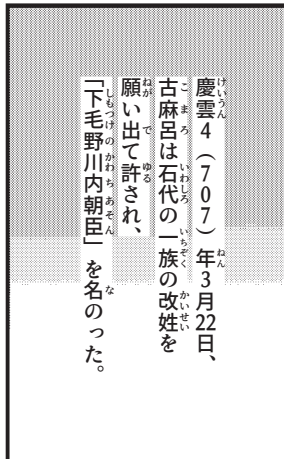 慶雲4(707)年3月22日、
古麻呂は石代の一族の改姓を
願い出て許され、
「下毛野川内朝臣」を名のった。